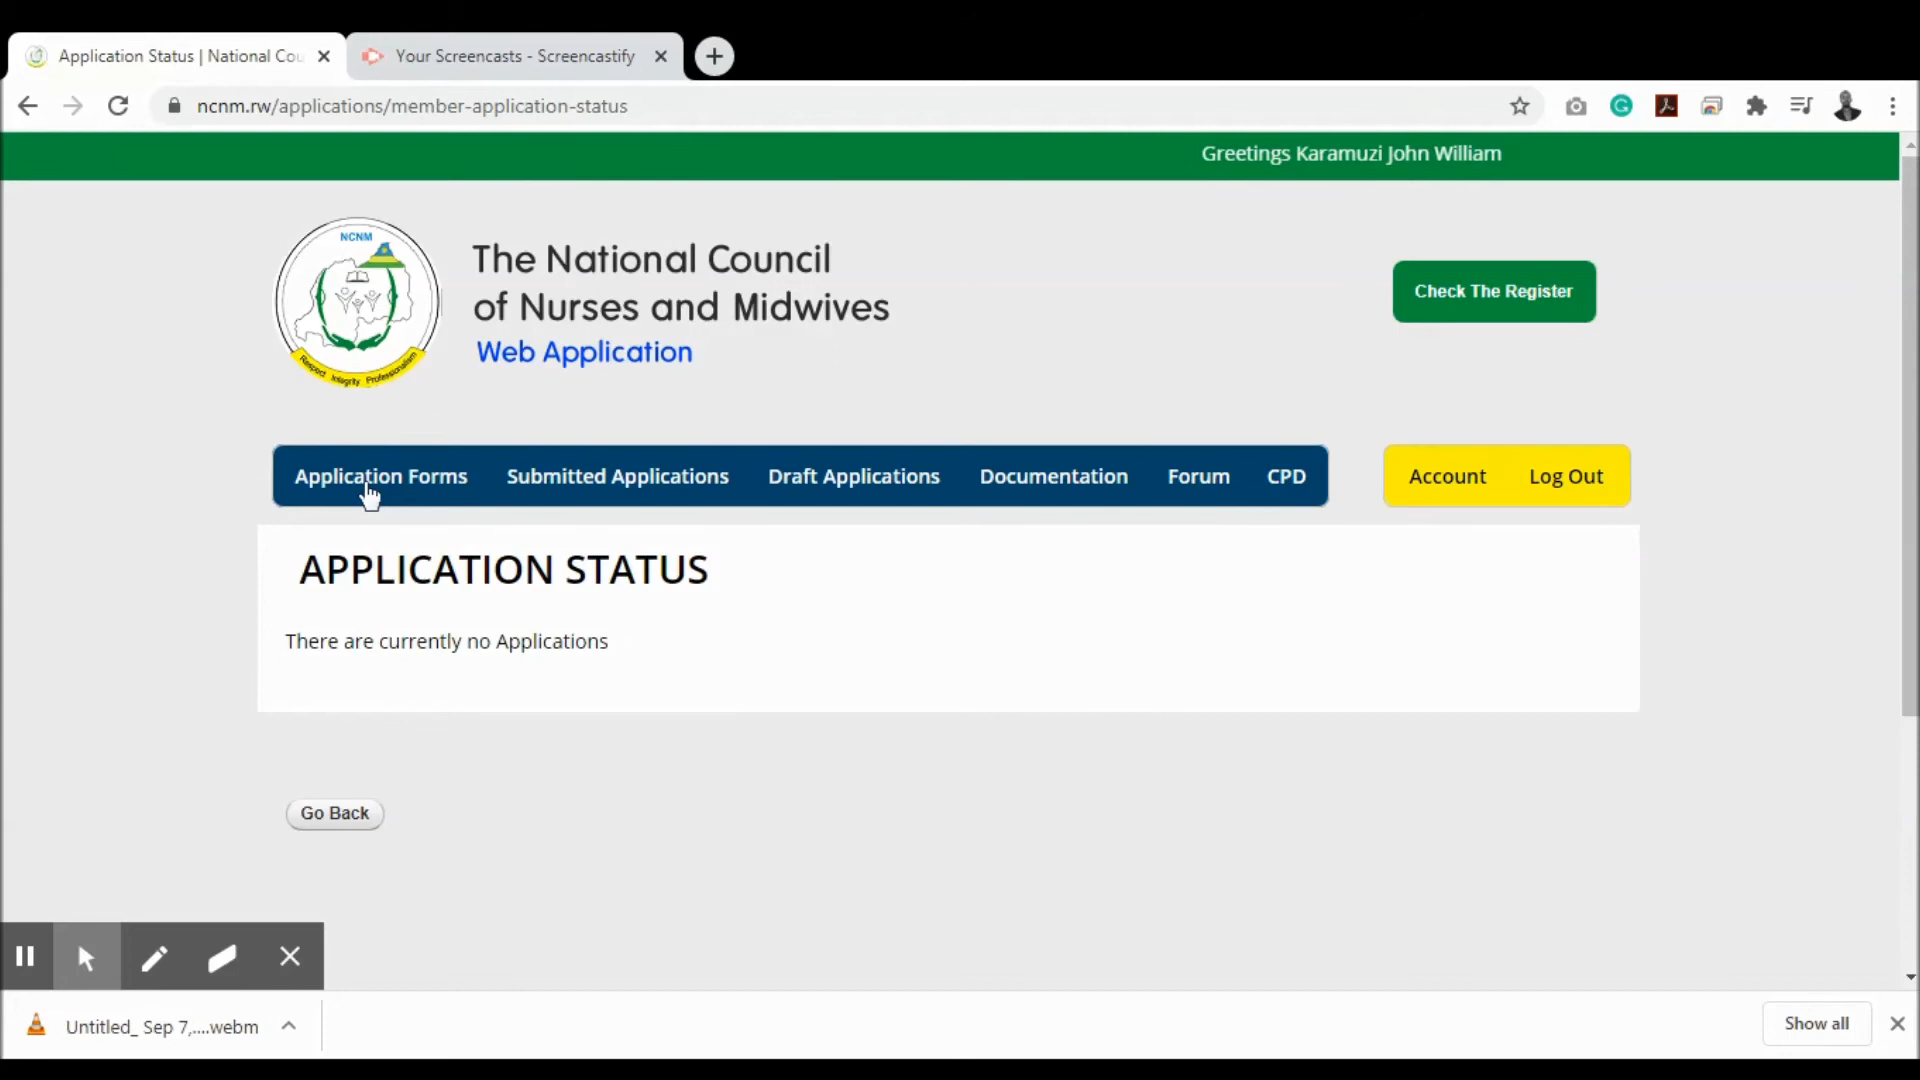 Application Status | National Cou
Your Screencasts - Screencastify
ncnm.rw/applications/member-application-status
Greetings Karamuzi John William
NCNM
Respect Integrity Professionalism
The National Council
of Nurses and Midwives
Web Application
Check The Register
Application Forms Submitted Applications Draft Applications Documentation Forum CPD
Account Log Out
APPLICATION STATUS
There are currently no Applications
Go Back
Untitled_ Sep 7,....webm
Show all